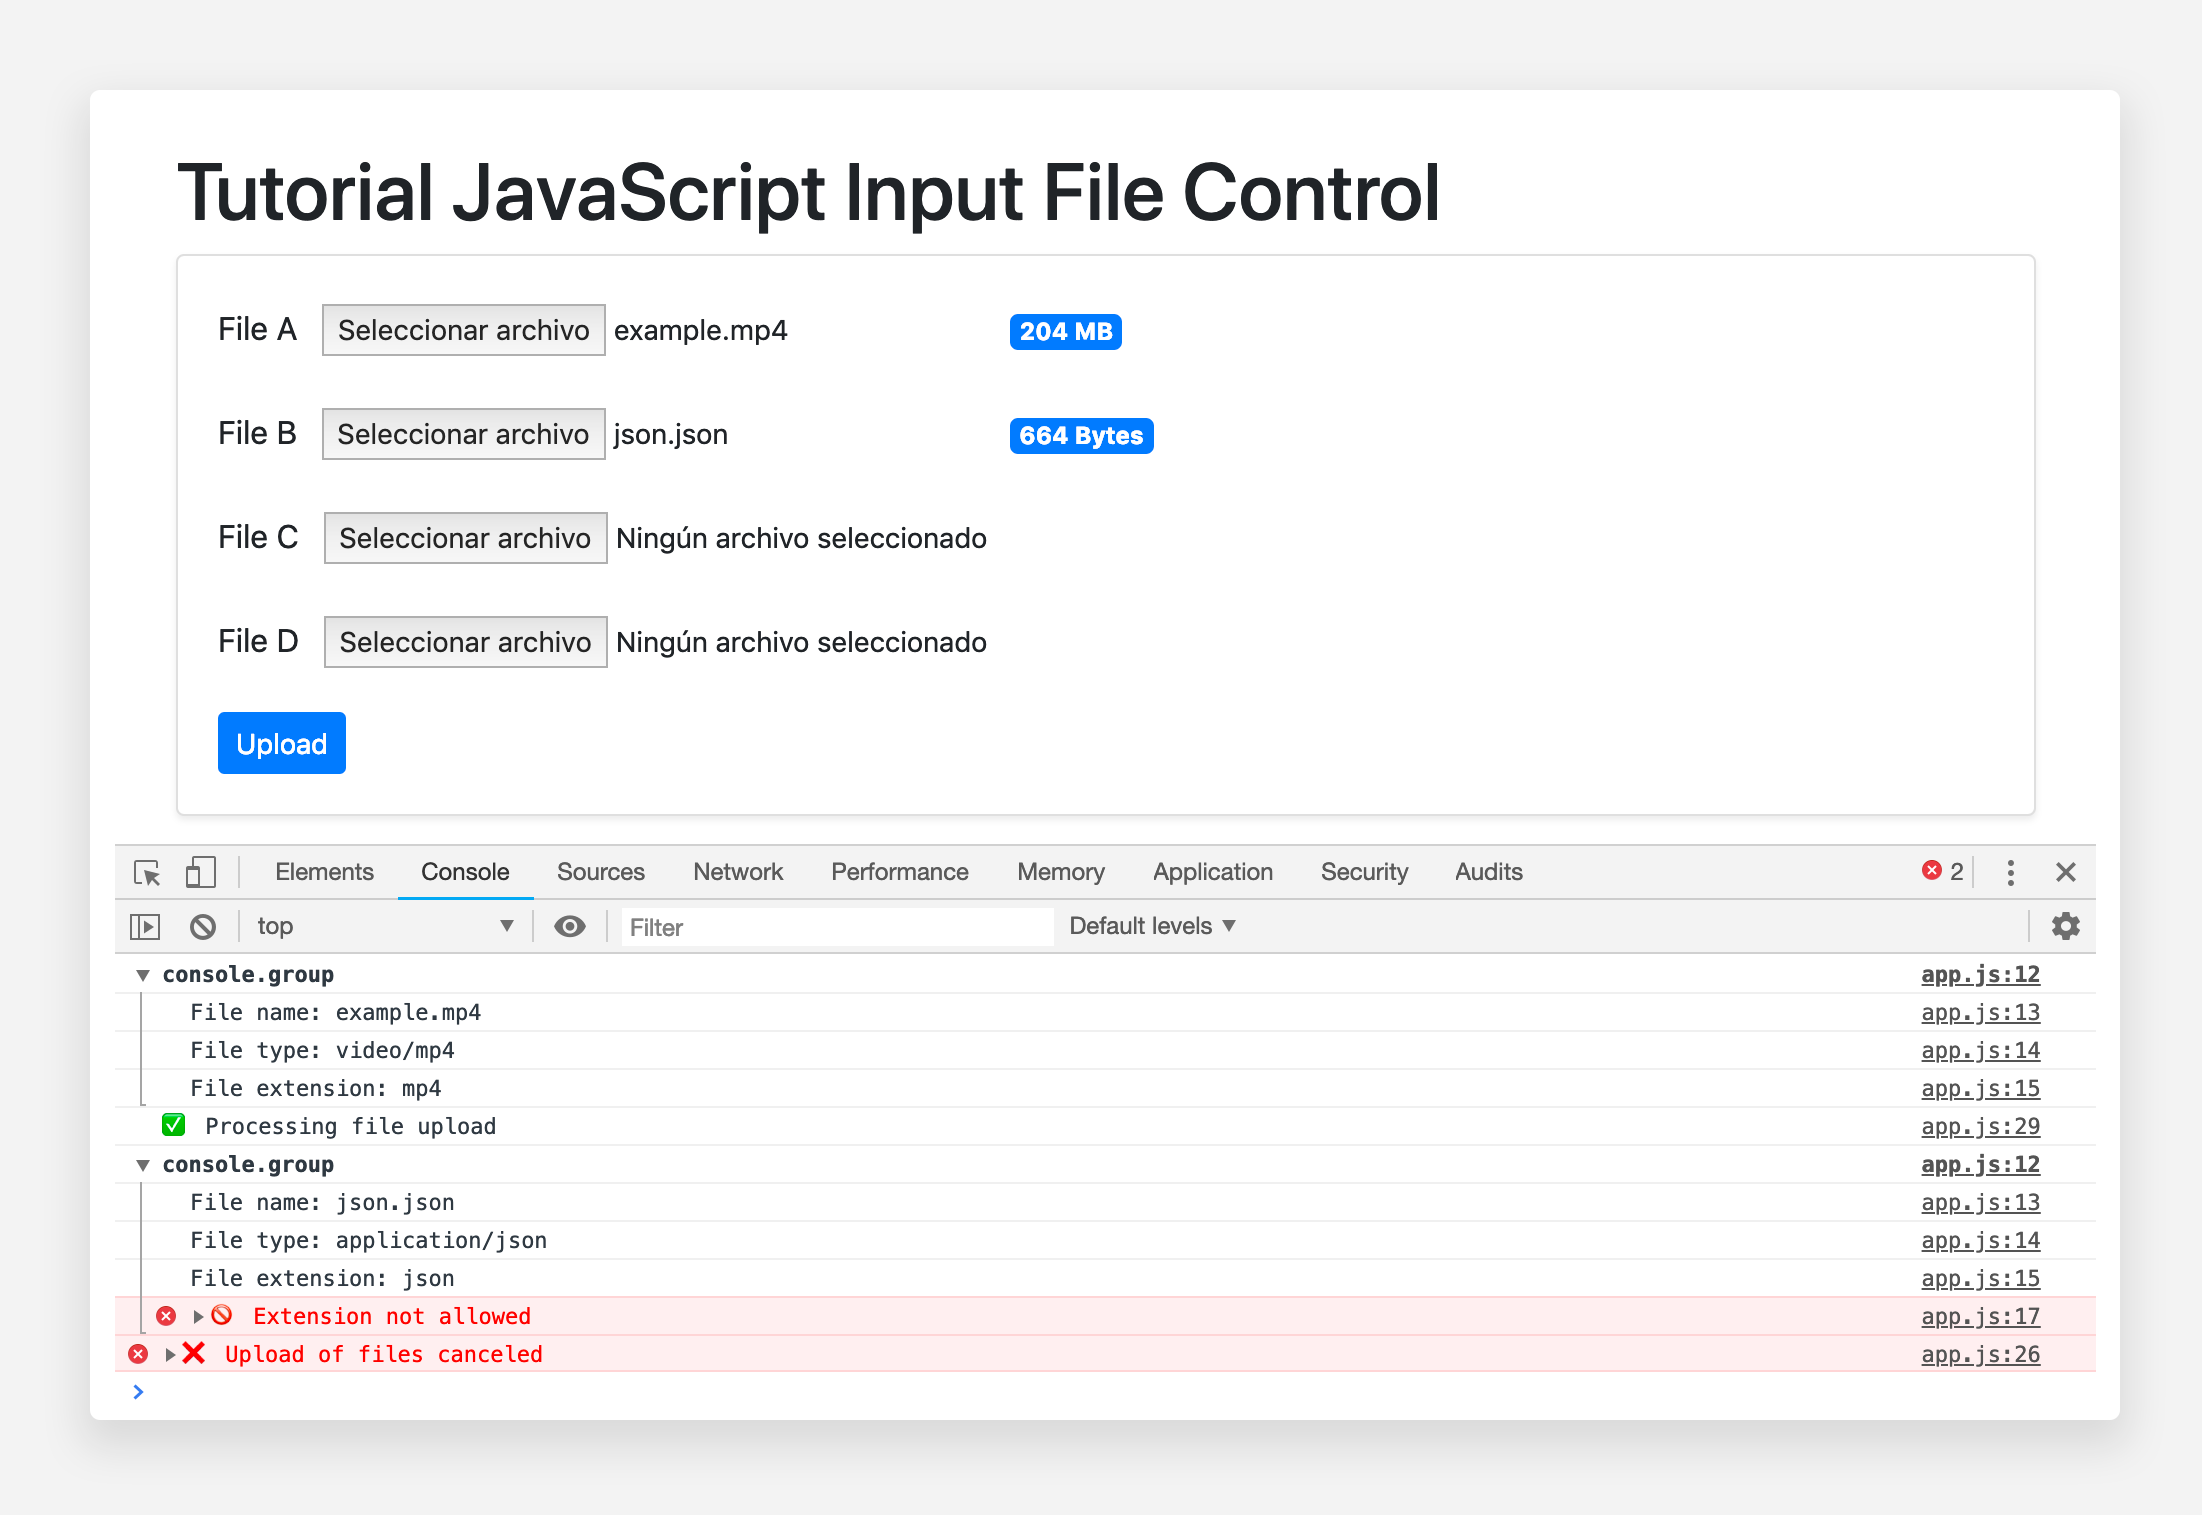 Tutorial JavaScript Input File Control
File A Seleccionar archivo example.mp4 204 MB
File B Seleccionar archivo json.json 664 Bytes
File C Seleccionar archivo Ningún archivo seleccionado
File D Seleccionar archivo Ningún archivo seleccionado
Upload
Elements Console Sources Network Performance Memory Application Security Audits 2
top Filter Default levels
console.group app.js:12
File name: example.mp4 app.js:13
File type: video/mp4 app.js:14
File extension: mp4 app.js:15
Processing file upload app.js:29
console.group app.js:12
File name: json.json app.js:13
File type: application/json app.js:14
File extension: json app.js:15
Extension not allowed app.js:17
Upload of files canceled app.js:26